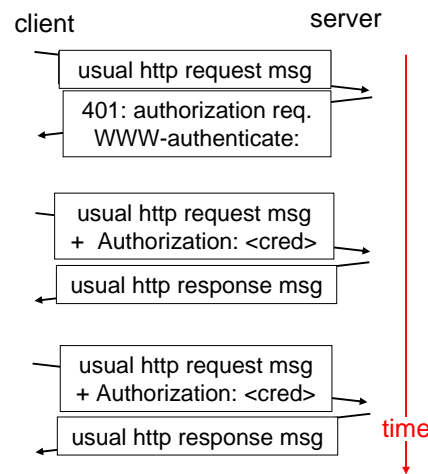 client
server
usual http request msg
401: authorization req.
WWW-authenticate:
usual http request msg
+ Authorization: <cred>
usual http response msg
usual http request msg
+ Authorization: <cred>
usual http response msg
time